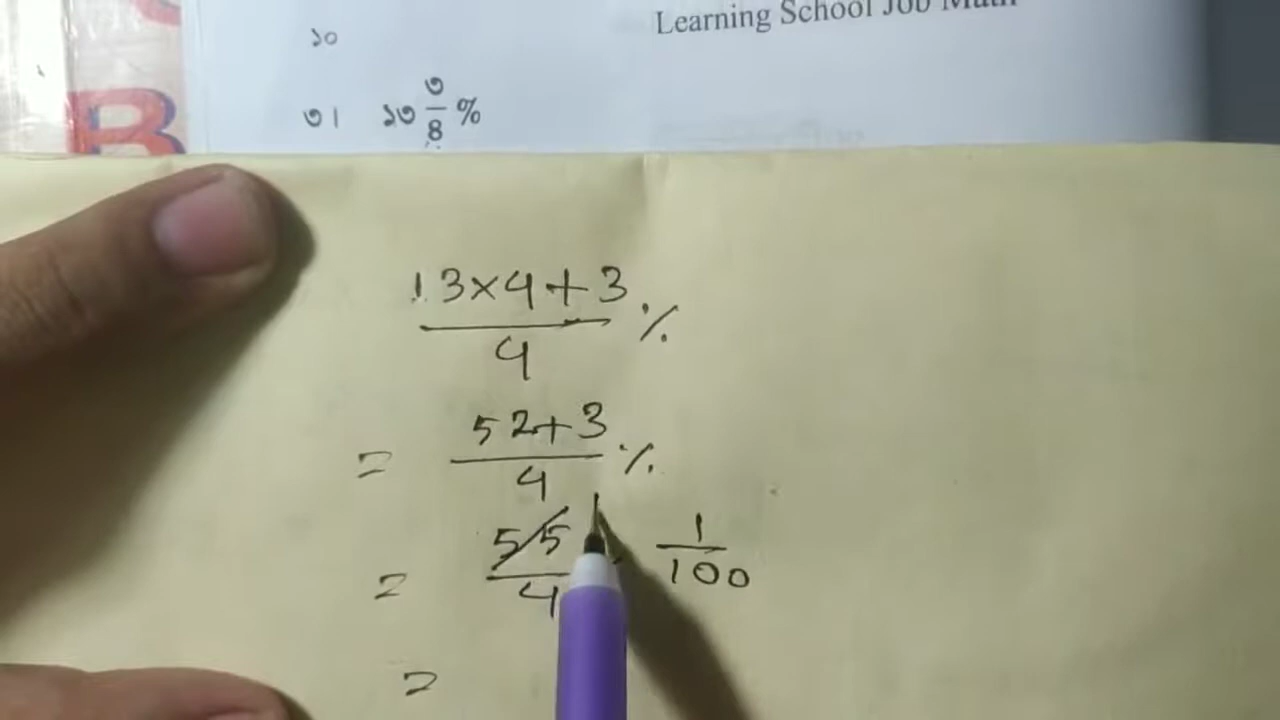 Learning School Job Math
১০
৩। ১৩ ৩/৪ %
B
13×4+3/4 %
= 52+3/4 %
= 55/4 1/100
=